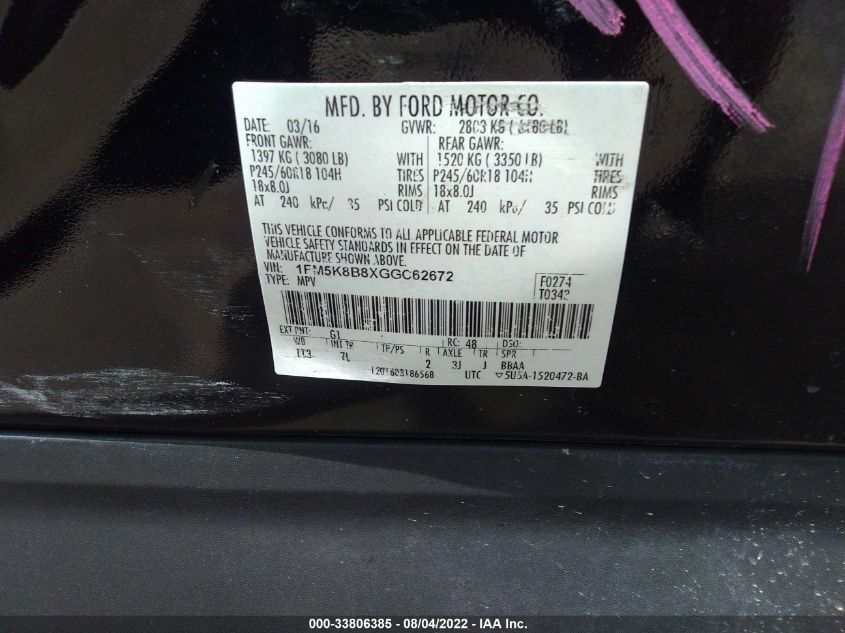 MFD. BY FORD MOTOR CO.
DATE: 03/16 GVWR: 2803 KG ( 6180 LB)
FRONT GAWR: REAR GAWR:
1397 KG ( 3080 LB) WITH 1520 KG ( 3350 LB) WITH
P245/60R18 104H TIRES P245/60R18 104H TIRES
18x8.0J RIMS 18x8.0J RIMS
AT 240 kPa/ 35 PSI COLD AT 240 kPa/ 35 PSI COLD
THIS VEHICLE CONFORMS TO ALL APPLICABLE FEDERAL MOTOR
VEHICLE SAFETY STANDARDS IN EFFECT ON THE DATE OF
MANUFACTURE SHOWN ABOVE.
VIN: 1FM5K8B8XGGC62672
TYPE: MPV
F0274
T0342
EXT PNT: G1 RC: 48 DSO:
WB INT TR TP/PS R AXLE TR SPR
113 7L 2 3J J BBAA
UTC ▽5U5A-1520472-BA
000-33806385 - 08/04/2022 - IAA Inc.